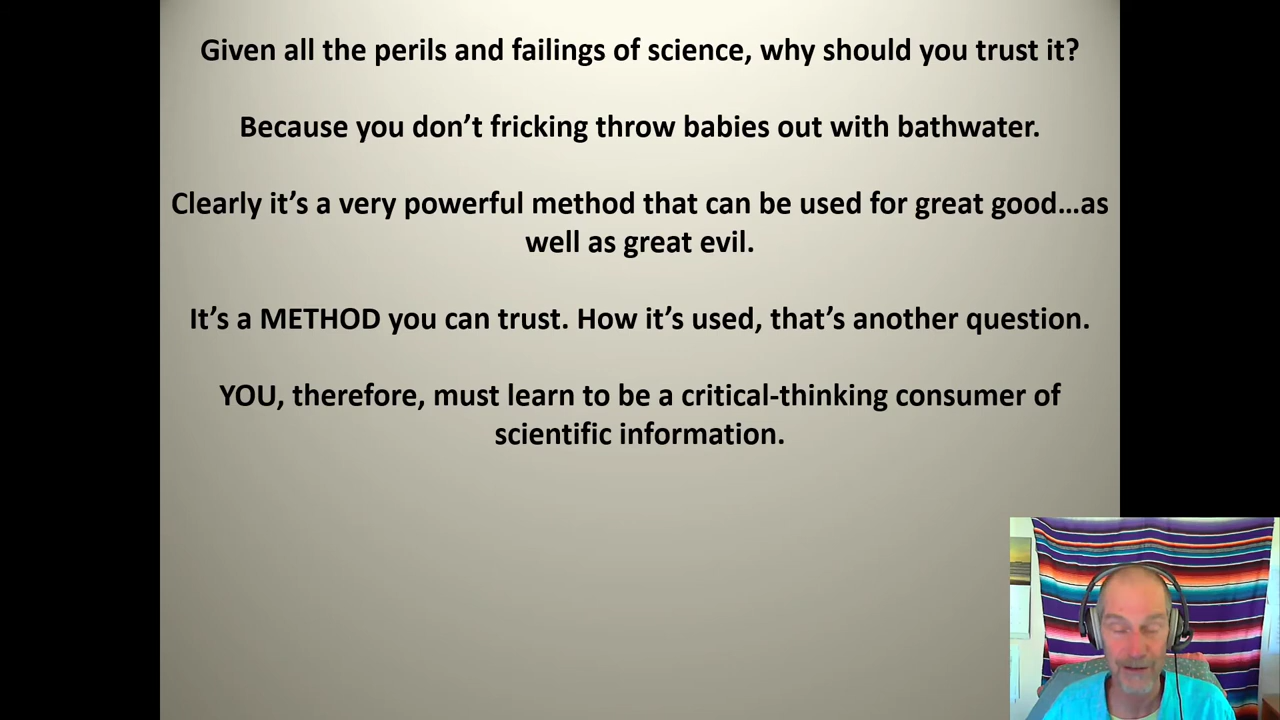 Given all the perils and failings of science, why should you trust it?
Because you don’t fricking throw babies out with bathwater.
Clearly it’s a very powerful method that can be used for great good…as
well as great evil.
It’s a METHOD you can trust. How it’s used, that’s another question.
YOU, therefore, must learn to be a critical-thinking consumer of
scientific information.